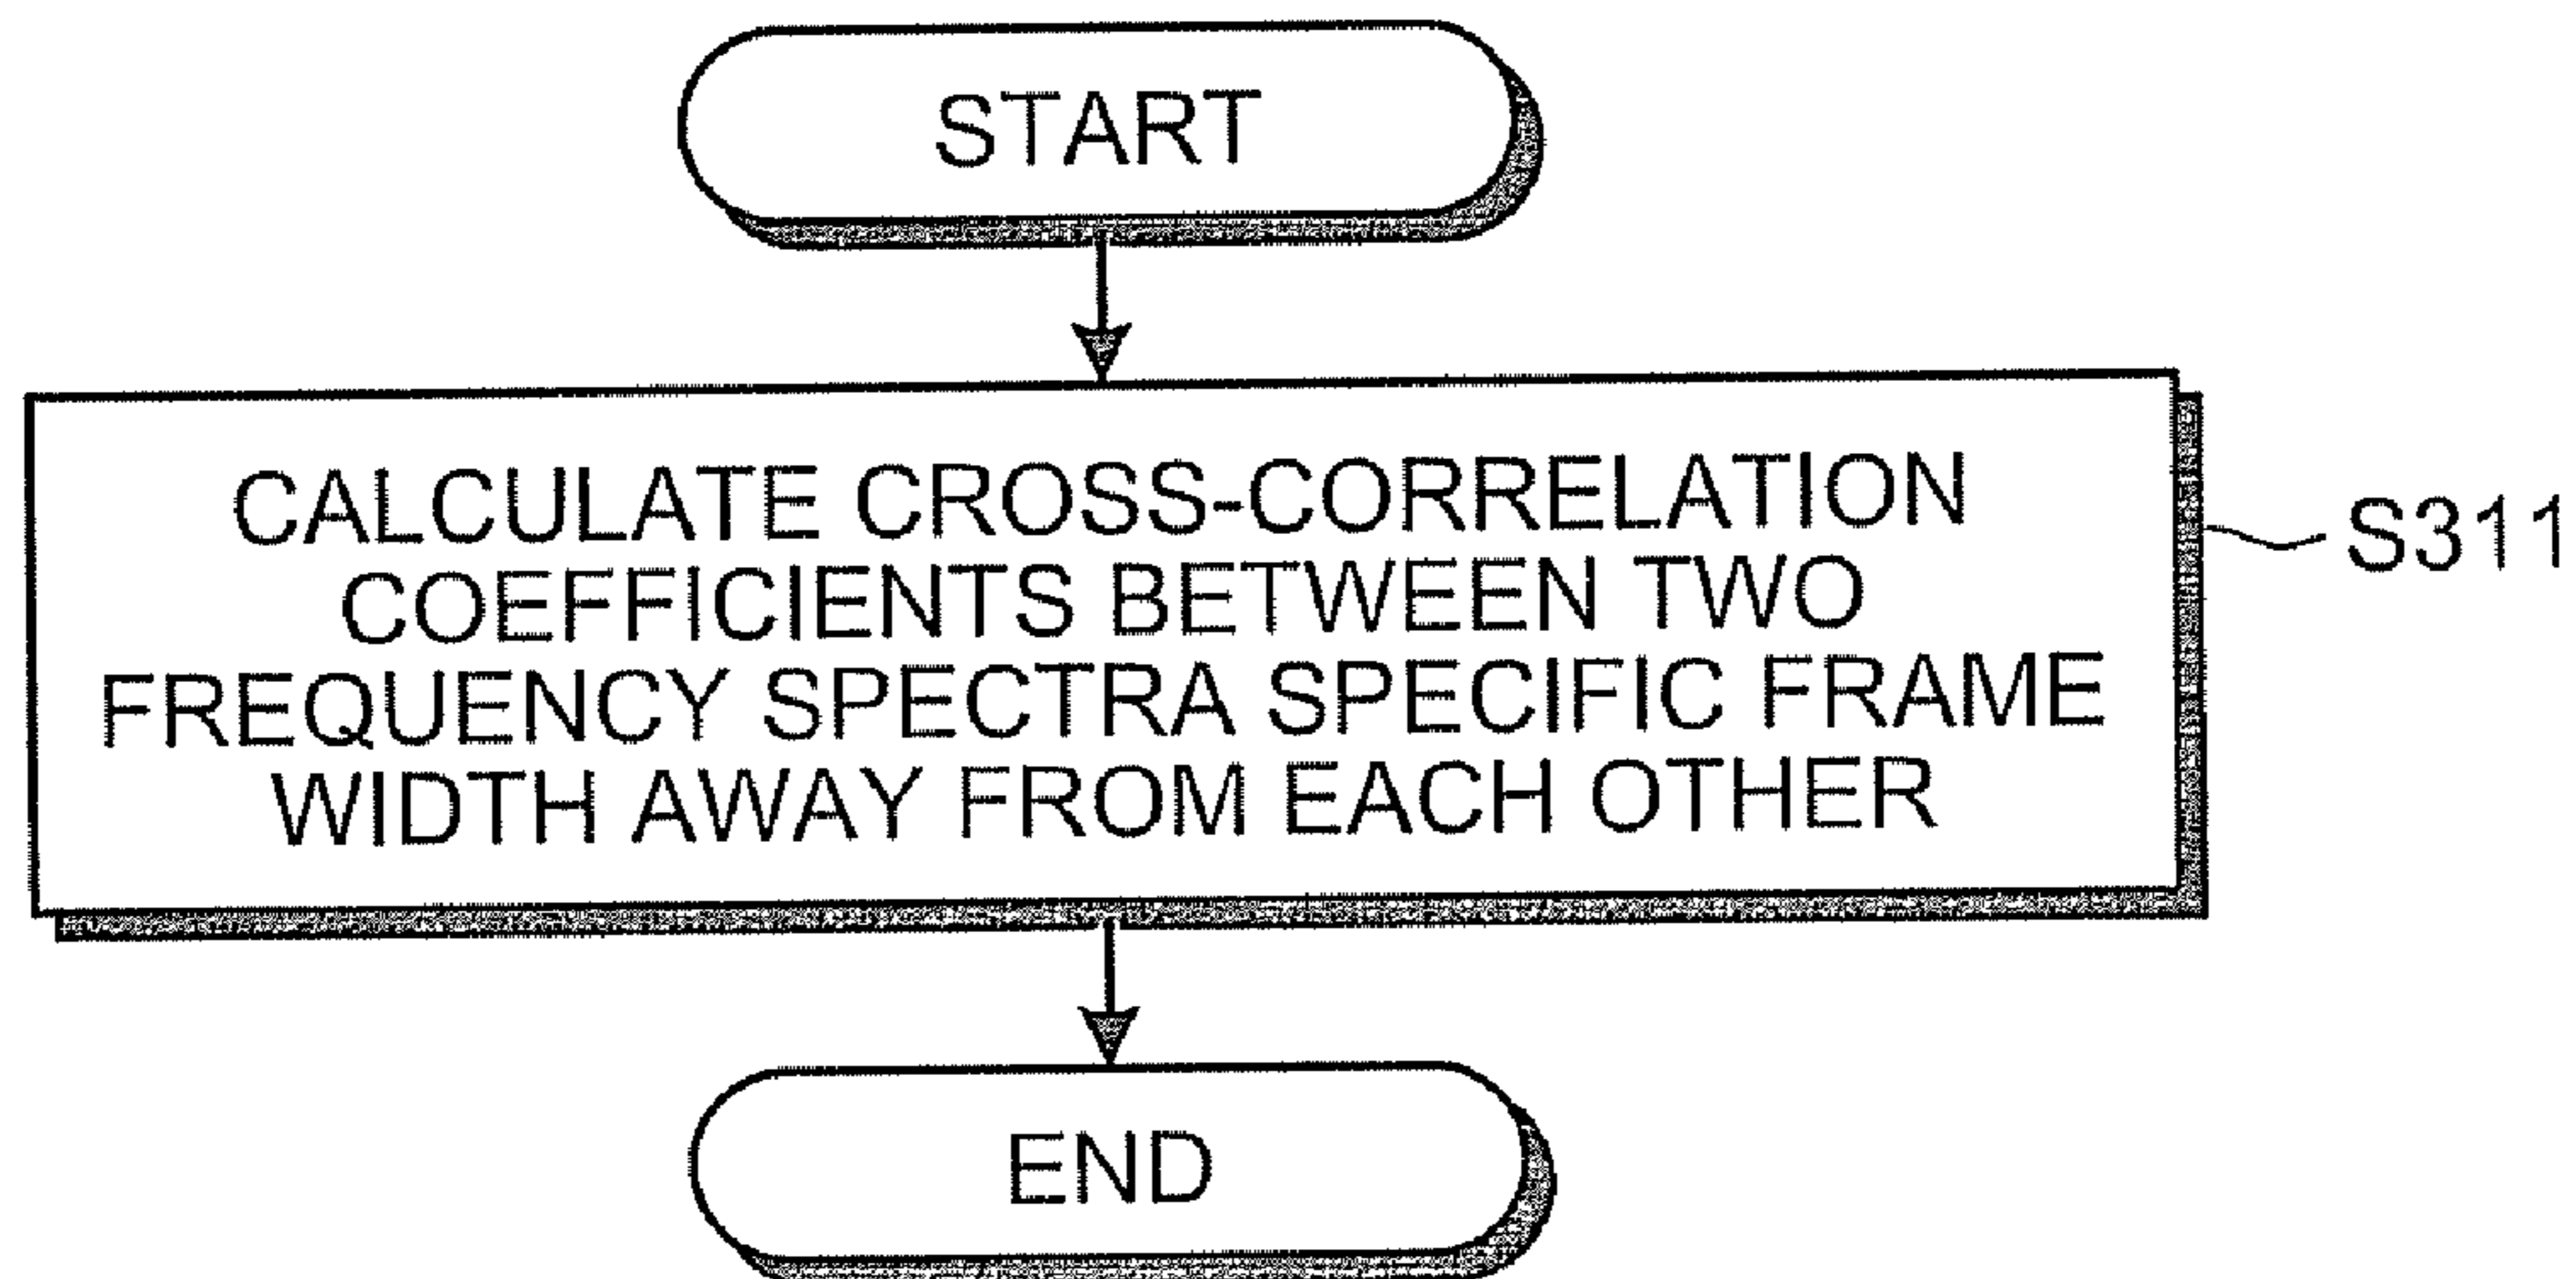 START
CALCULATE CROSS-CORRELATION
COEFFICIENTS BETWEEN TWO
FREQUENCY SPECTRA SPECIFIC FRAME
WIDTH AWAY FROM EACH OTHER
S311
END